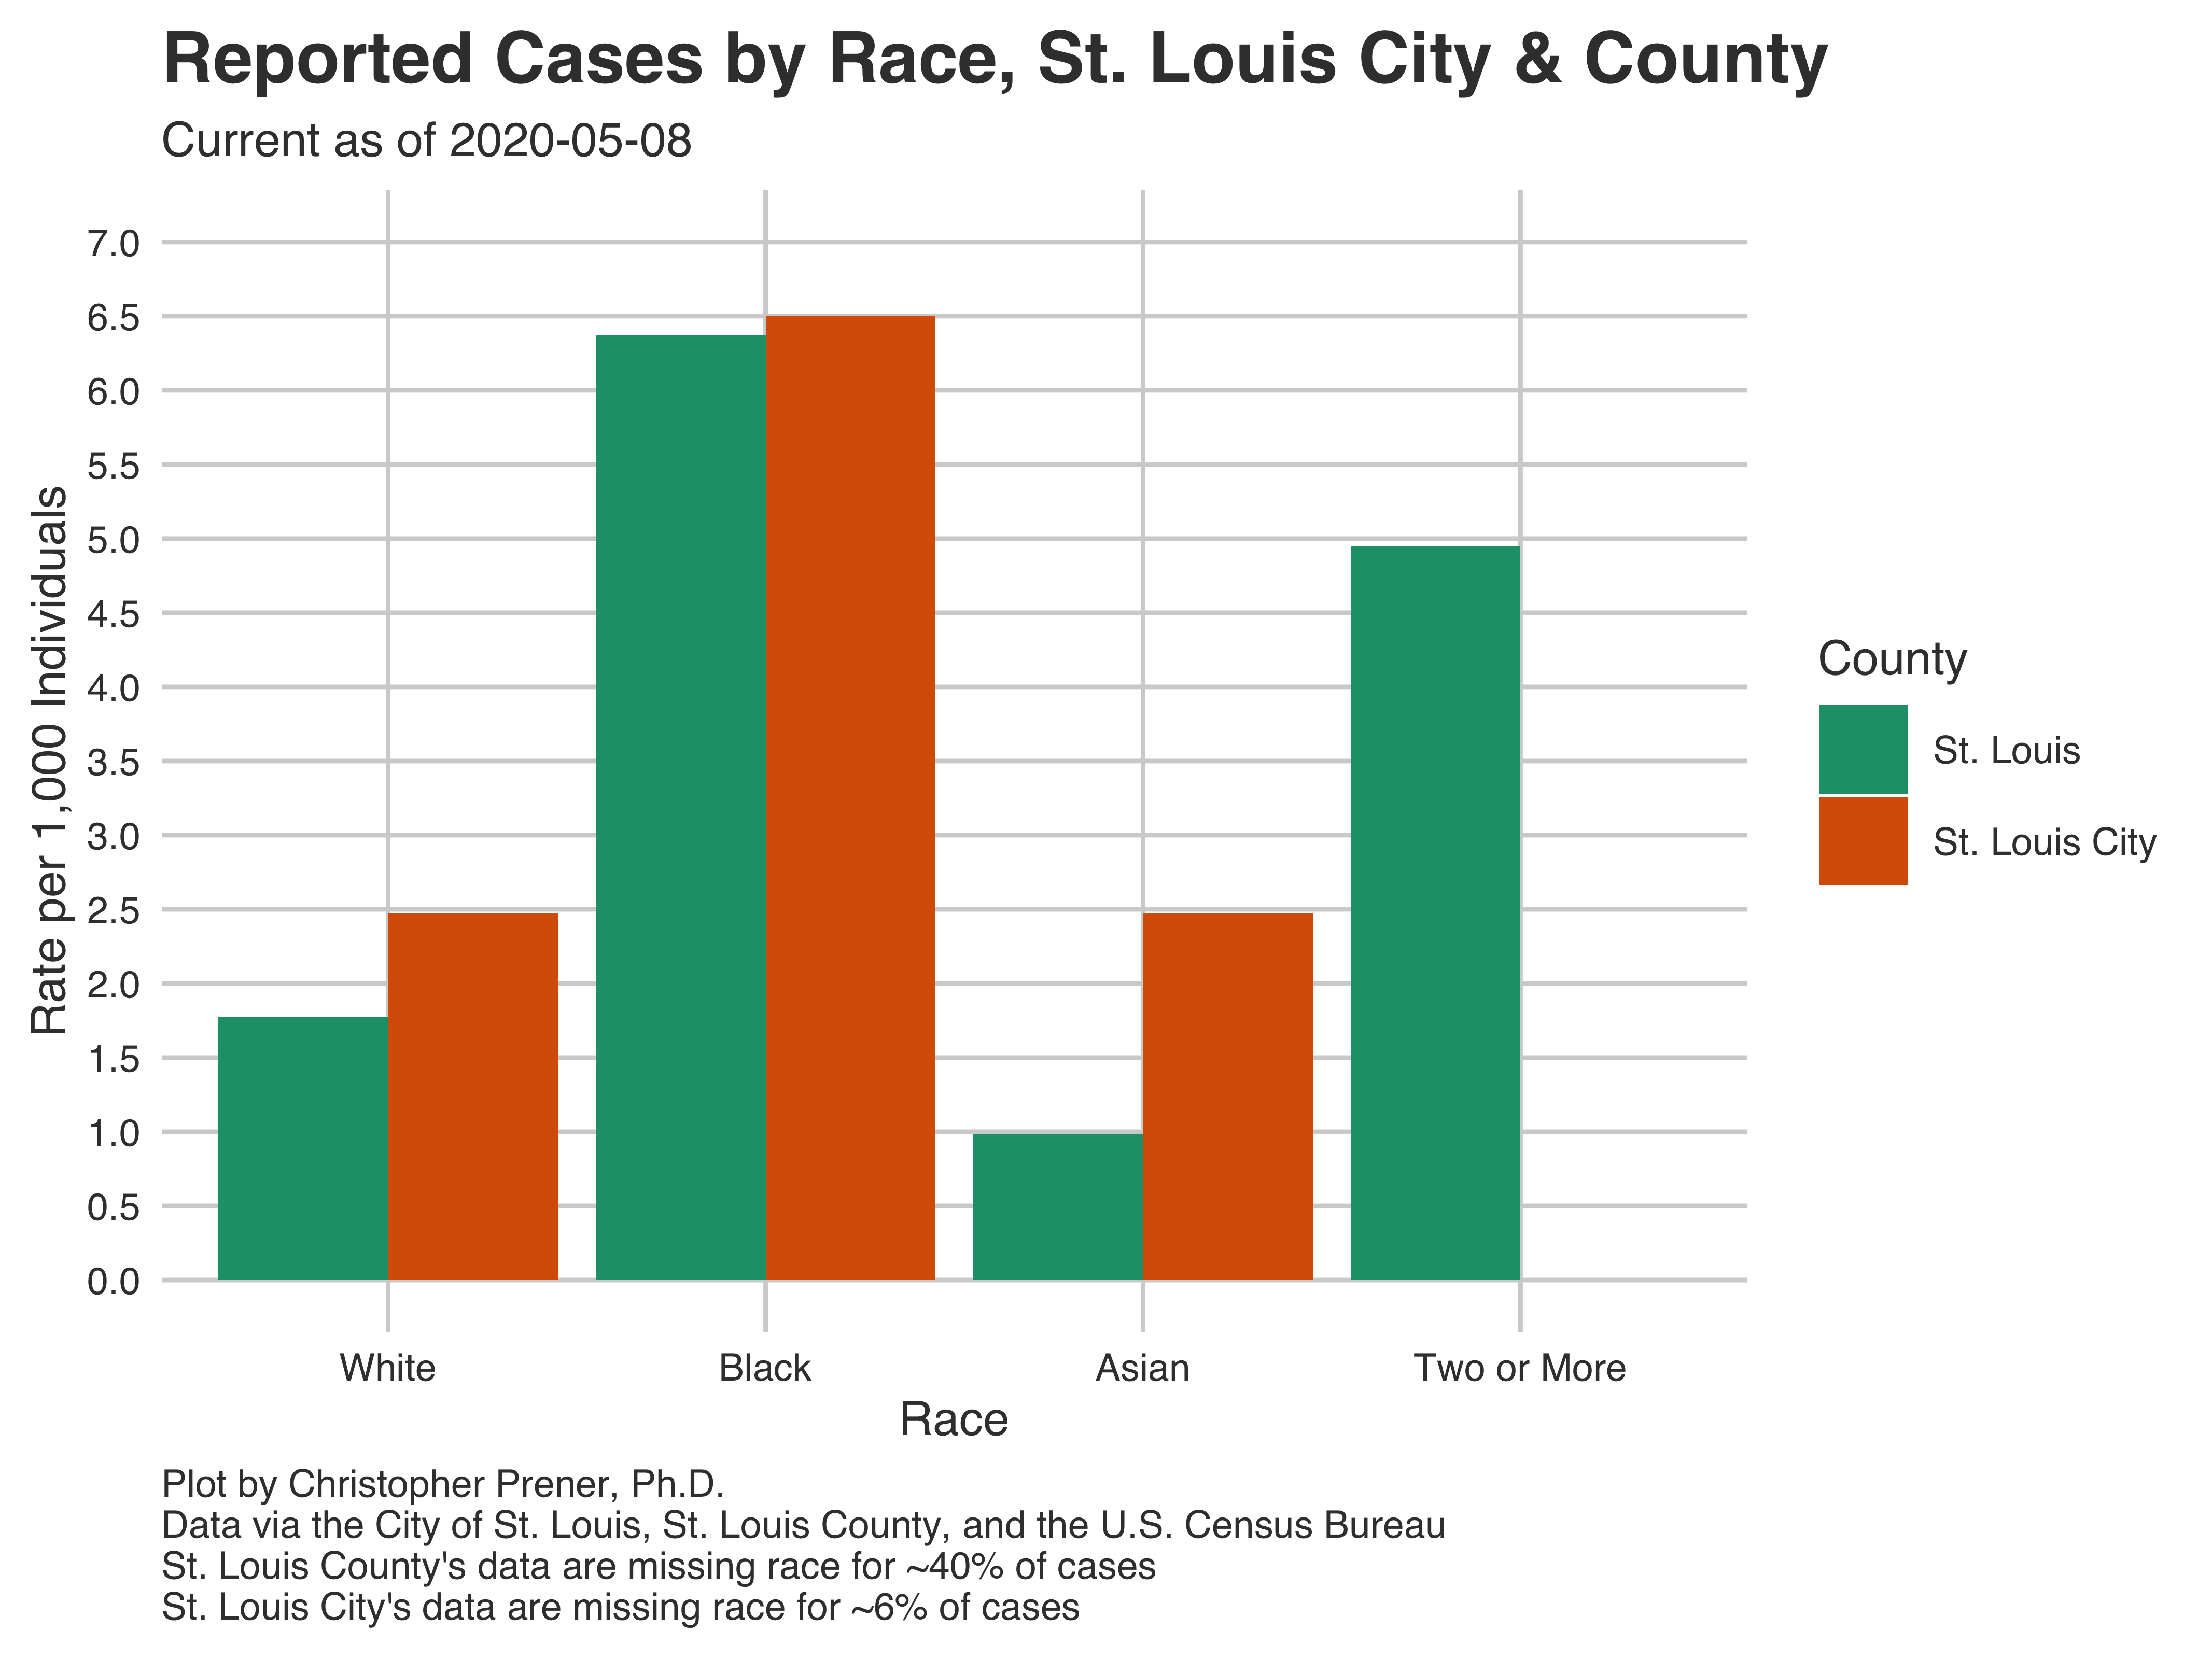 Reported Cases by Race, St. Louis City & County
Current as of 2020-05-08
7.0
6.5
6.0
5.5
5.0
4.5
4.0
3.5
3.0
2.5
2.0
1.5
1.0
0.5
0.0
Rate per 1,000 Individuals
White
Black
Asian
Two or More
Race
County
St. Louis
St. Louis City
Plot by Christopher Prener, Ph.D.
Data via the City of St. Louis, St. Louis County, and the U.S. Census Bureau
St. Louis County's data are missing race for ~40% of cases
St. Louis City's data are missing race for ~6% of cases